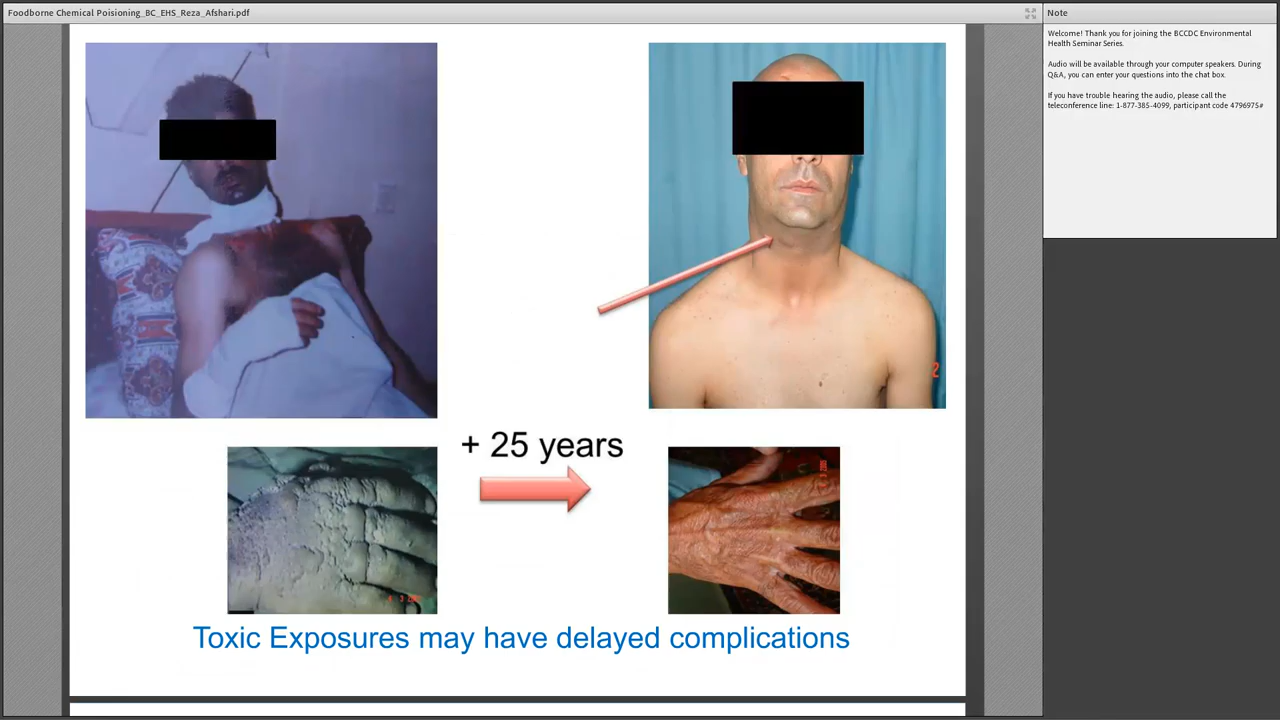 Foodborne Chemical Poisioning_BC_EHS_Reza_Afshari.pdf
Note
Welcome! Thank you for joining the BCCDC Environmental
Health Seminar Series.
Audio will be available through your computer speakers. During
Q&A, you can enter your questions into the chat box.
If you have trouble hearing the audio, please call the
teleconference line: 1-877-385-4099, participant code 4796975#
2
+ 25 years
Toxic Exposures may have delayed complications